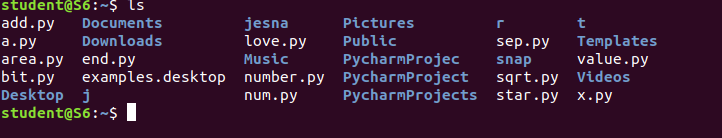 student@S6:~$ ls
add.py Documents jesna Pictures r t
a.py Downloads love.py Public sep.py Templates
area.py end.py Music PycharmProjec snap value.py
bit.py examples.desktop number.py PycharmProject sqrt.py Videos
Desktop j num.py PycharmProjects star.py x.py
student@S6:~$